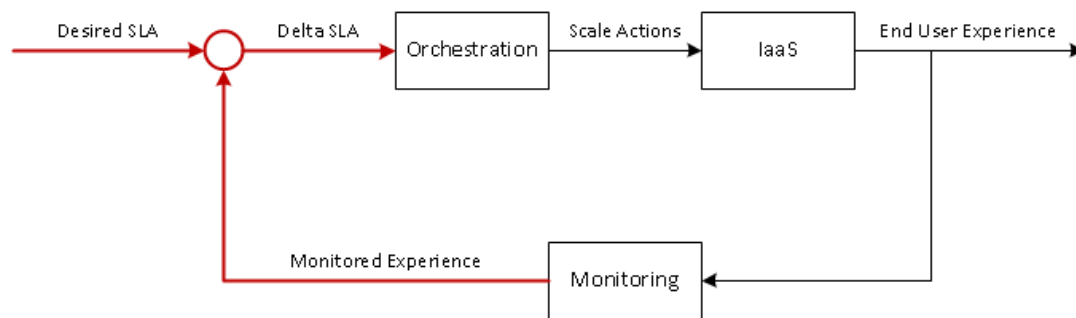 Desired SLA
Delta SLA
Orchestration
Scale Actions
IaaS
End User Experience
Monitored Experience
Monitoring